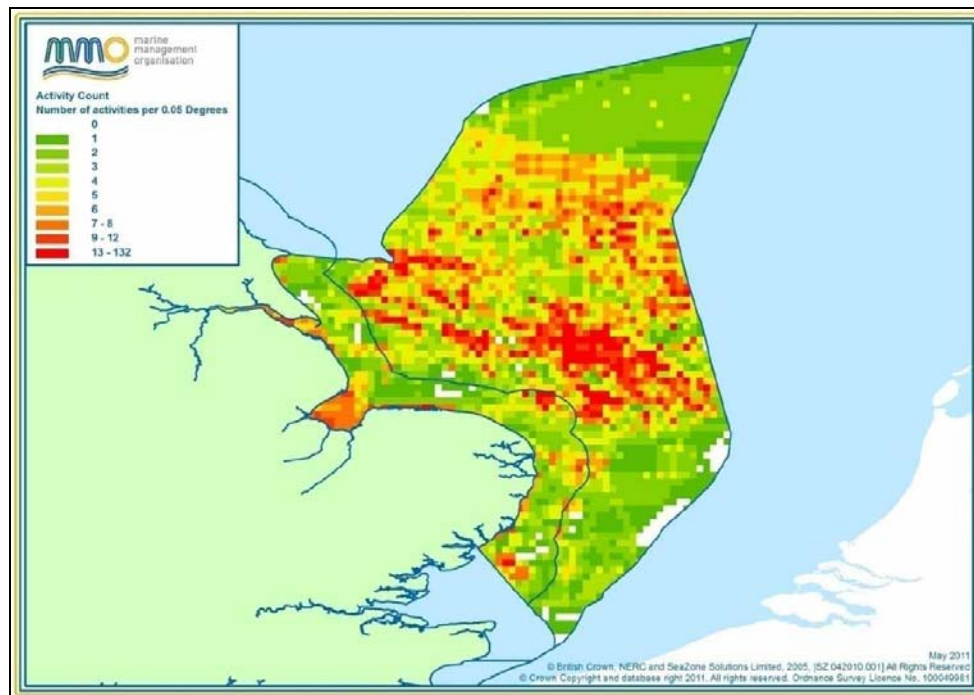 mmo
marine
management
organisation
Activity Count
Number of activities per 0.05 Degrees
0
1
2
3
4
5
6
7 - 8
9 - 12
13 - 132
May 2011
© British Crown, NERC and SeaZone Solutions Limited, 2005, [SZ 042010.001] All Rights Reserved
© Crown Copyright and database right 2011. All rights reserved. Ordnance Survey Licence No. 100049981